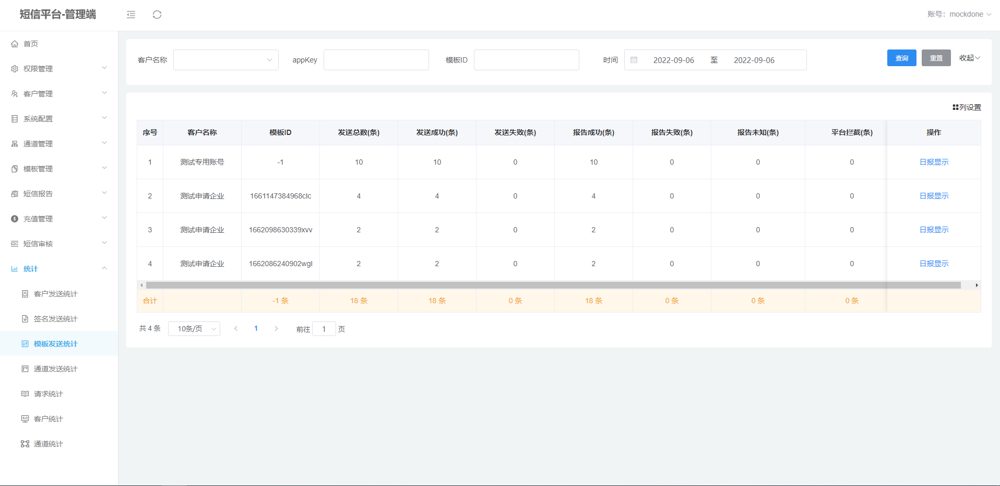 短信平台-管理端
账号：mockdone
首页
权限管理
客户管理
系统配置
通道管理
模板管理
短信报告
充值管理
短信审核
统计
客户发送统计
签名发送统计
模板发送统计
通道发送统计
请求统计
客户统计
通道统计
客户名称 appKey 模板ID 时间 2022-09-06 至 2022-09-06 查询 重置 收起
列设置
序号 客户名称 模板ID 发送总数(条) 发送成功(条) 发送失败(条) 报告成功(条) 报告失败(条) 报告未知(条) 平台拦截(条) 操作
1 测试专用账号 -1 10 10 0 10 0 0 0 日报显示
2 测试申请企业 1661147384968clc 4 4 0 4 0 0 0 日报显示
3 测试申请企业 1662098630339xvv 2 2 0 2 0 0 0 日报显示
4 测试申请企业 1662086240902wgl 2 2 0 2 0 0 0 日报显示
合计 -1 条 18 条 18 条 0 条 18 条 0 条 0 条 0 条
共 4 条 10条/页 1 前往 1 页